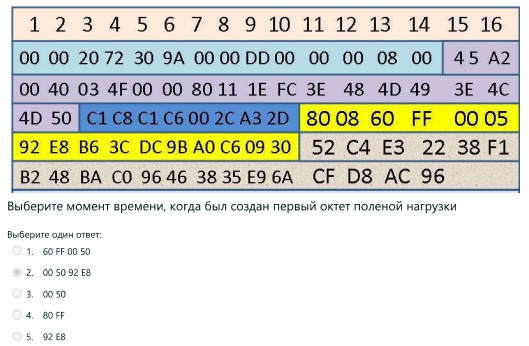 1 2 3 4 5 6 7 8 9 10 11 12 13 14 15 16
00 00 20 72 30 9A 00 00 DD 00 00 00 08 00 45 A2
00 40 03 4F 00 00 80 11 1E FC 3E 48 4D 49 3E 4C
4D 50 C1 C8 C1 C6 00 2C A3 2D 80 08 60 FF 00 05
92 E8 B6 3C DC 9B A0 C6 09 30 52 C4 E3 22 38 F1
B2 48 BA C0 96 46 38 35 E9 6A CF D8 AC 96
Выберите момент времени, когда был создан первый октет поленой нагрузки
Выберите один ответ:
1. 60 FF 00 50
2. 00 50 92 E8
3. 00 50
4. 80 FF
5. 92 E8